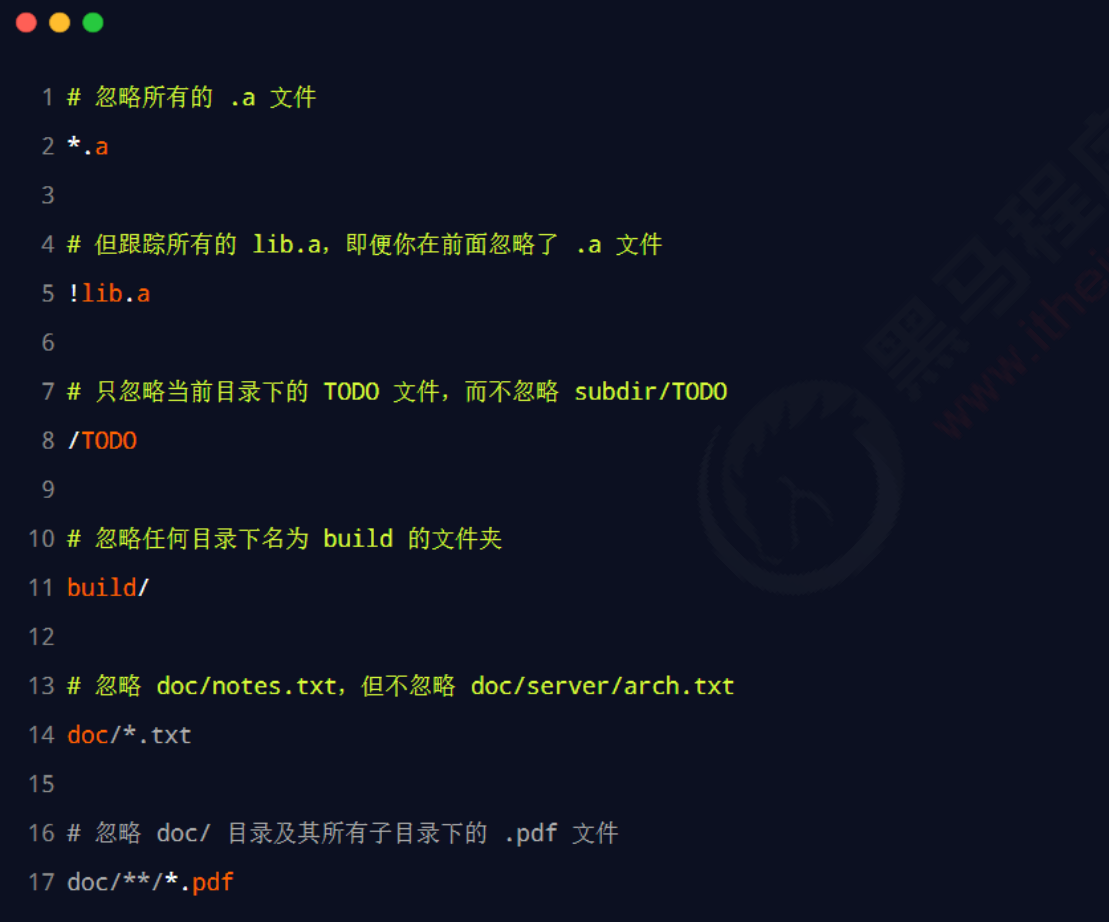 1 # 忽略所有的 .a 文件
2 *.a
3
4 # 但跟踪所有的 lib.a，即便你在前面忽略了 .a 文件
5 !lib.a
6
7 # 只忽略当前目录下的 TODO 文件，而不忽略 subdir/TODO
8 /TODO
9
10 # 忽略任何目录下名为 build 的文件夹
11 build/
12
13 # 忽略 doc/notes.txt，但不忽略 doc/server/arch.txt
14 doc/*.txt
15
16 # 忽略 doc/ 目录及其所有子目录下的 .pdf 文件
17 doc/**/*.pdf
黑马程序
www.ithei